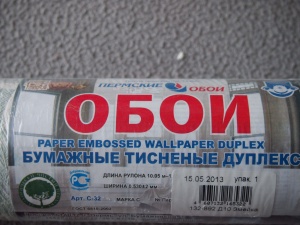 ПЕРМСКИЕ ОБОИ
ОБОИ
PAPER EMBOSSED WALLPAPER DUPLEX
БУМАЖНЫЕ ТИСНЕНЫЕ ДУПЛЕКС
ДЛИНА РУЛОНА 10,05 м
ШИРИНА 0,53
15.05.2013 упак. 1
Арт. С-32 МАРКА С